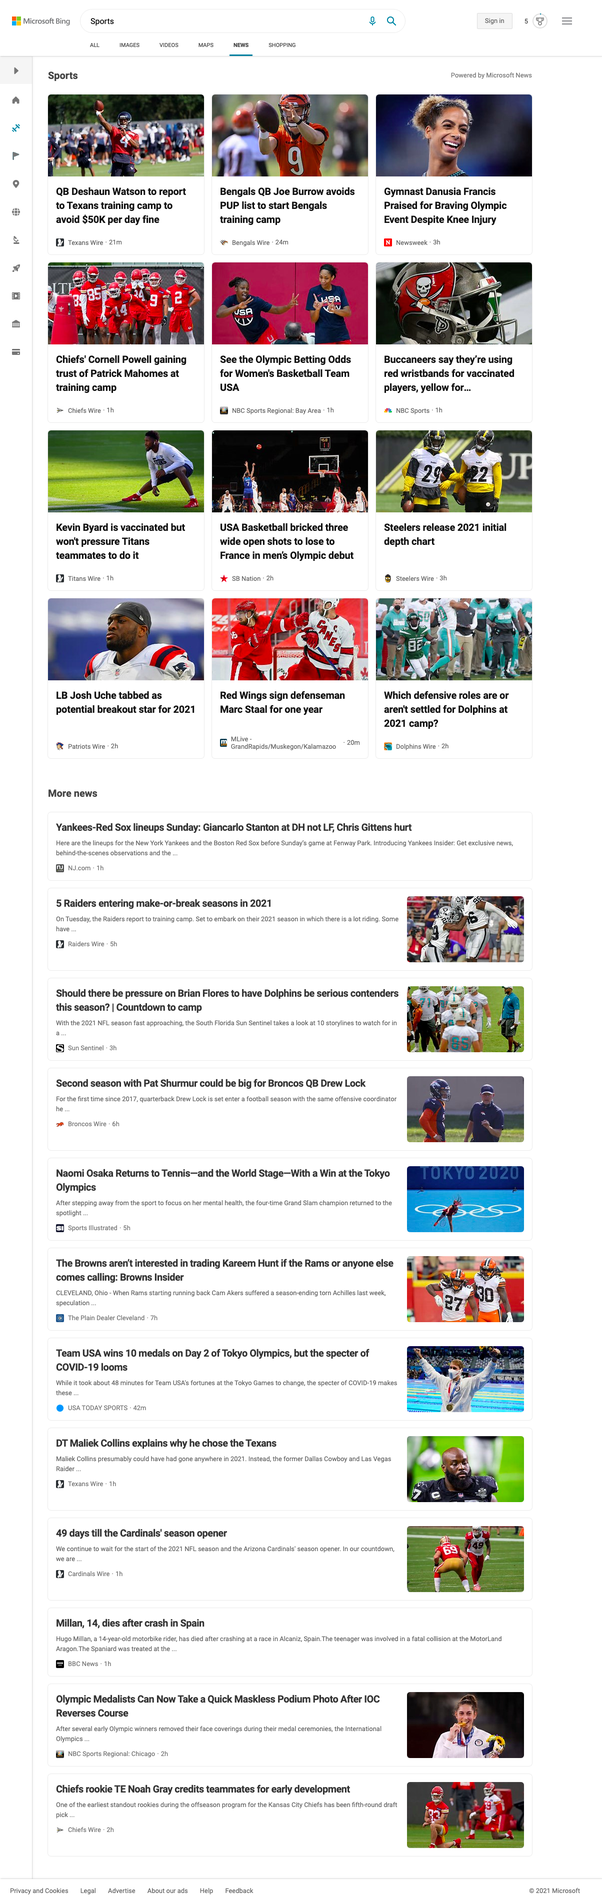 Microsoft Bing
Sports
Sign in
5
ALL IMAGES VIDEOS MAPS NEWS SHOPPING
Sports
Powered by Microsoft News
QB Deshaun Watson to report
to Texans training camp to
avoid $50K per day fine
Texans Wire · 21m
Bengals QB Joe Burrow avoids
PUP list to start Bengals
training camp
Bengals Wire · 24m
Gymnast Danusia Francis
Praised for Braving Olympic
Event Despite Knee Injury
Newsweek · 3h
Chiefs' Cornell Powell gaining
trust of Patrick Mahomes at
training camp
Chiefs Wire · 1h
See the Olympic Betting Odds
for Women's Basketball Team
USA
NBC Sports Regional: Bay Area · 1h
Buccaneers say they're using
red wristbands for vaccinated
players, yellow for...
NBC Sports · 1h
Kevin Byard is vaccinated but
won't pressure Titans
teammates to do it
Titans Wire · 1h
USA Basketball bricked three
wide open shots to lose to
France in men's Olympic debut
SB Nation · 2h
Steelers release 2021 initial
depth chart
Steelers Wire · 3h
LB Josh Uche tabbed as
potential breakout star for 2021
Patriots Wire · 2h
Red Wings sign defenseman
Marc Staal for one year
MLive - GrandRapids/Muskegon/Kalamazoo · 20m
Which defensive roles are or
aren't settled for Dolphins at
2021 camp?
Dolphins Wire · 2h
More news
Yankees-Red Sox lineups Sunday: Giancarlo Stanton at DH not LF, Chris Gittens hurt
Here are the lineups for the New York Yankees and the Boston Red Sox before Sunday's game at Fenway Park. Introducing Yankees Insider: Get exclusive news,
behind-the-scenes observations and the ...
NJ.com · 1h
5 Raiders entering make-or-break seasons in 2021
On Tuesday, the Raiders report to training camp. Set to embark on their 2021 season in which there is a lot riding. Some
have ...
Raiders Wire · 5h
Should there be pressure on Brian Flores to have Dolphins be serious contenders
this season? | Countdown to camp
With the 2021 NFL season fast approaching, the South Florida Sun Sentinel takes a look at 10 storylines to watch for in
a ...
Sun Sentinel · 3h
Second season with Pat Shurmur could be big for Broncos QB Drew Lock
For the first time since 2017, quarterback Drew Lock is set enter a football season with the same offensive coordinator
he ...
Broncos Wire · 6h
Naomi Osaka Returns to Tennis—and the World Stage—With a Win at the Tokyo
Olympics
After stepping away from the sport to focus on her mental health, the four-time Grand Slam champion returned to the
spotlight ...
Sports Illustrated · 5h
TOKYO 2020
The Browns aren't interested in trading Kareem Hunt if the Rams or anyone else
comes calling: Browns Insider
CLEVELAND, Ohio - When Rams starting running back Cam Akers suffered a season-ending torn Achilles last week,
speculation ...
The Plain Dealer Cleveland · 7h
Team USA wins 10 medals on Day 2 of Tokyo Olympics, but the specter of
COVID-19 looms
While it took about 48 minutes for Team USA's fortunes at the Tokyo Games to change, the specter of COVID-19 makes
these ...
USA TODAY SPORTS · 42m
DT Maliek Collins explains why he chose the Texans
Maliek Collins presumably could have had gone anywhere in 2021. Instead, the former Dallas Cowboy and Las Vegas
Raider ...
Texans Wire · 1h
49 days till the Cardinals' season opener
We continue to wait for the start of the 2021 NFL season and the Arizona Cardinals' season opener. In our countdown,
we are ...
Cardinals Wire · 1h
Millan, 14, dies after crash in Spain
Hugo Millan, a 14-year-old motorbike rider, has died after crashing at a race in Alcaniz, Spain.The teenager was involved in a fatal collision at the MotorLand
Aragon.The Spaniard was treated at the ...
BBC News · 1h
Olympic Medalists Can Now Take a Quick Maskless Podium Photo After IOC
Reverses Course
After several early Olympic winners removed their face coverings during their medal ceremonies, the International
Olympics ...
NBC Sports Regional: Chicago · 2h
Chiefs rookie TE Noah Gray credits teammates for early development
One of the earliest standout rookies during the offseason program for the Kansas City Chiefs has been fifth-round draft
pick ...
Chiefs Wire · 2h
Privacy and Cookies Legal Advertise About our ads Help Feedback
© 2021 Microsoft